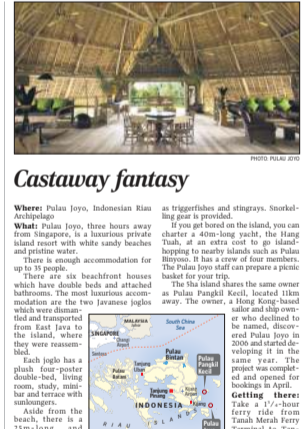 PHOTO: PULAU JOYO
Castaway fantasy
Where: Pulau Joyo, Indonesian Riau
Archipelago
What: Pulau Joyo, three hours away
from Singapore, is a luxurious private
island resort with white sandy beaches
and pristine water.
There is enough accommodation for
up to 35 people.
There are six beachfront houses
which have double beds and attached
bathrooms. The most luxurious accom-
modation are the two Javanese joglos
which were disman-
tled and transported
from East Java to
the island, where
they were reassem-
bled.
Each joglo has a
plush four-poster
double-bed, living
room, study, mini-
bar and terrace with
sunloungers.
Aside from the
beach, there is a
as triggerfishes and stingrays. Snorkel-
ling gear is provided.
If you get bored on the island, you can
charter a 40m-long yacht, the Hang
Tuah, at an extra cost to go island-
hopping to nearby islands such as Pulau
Binyoso. It has a crew of four members.
The Pulau Joyo staff can prepare a picnic
basket for your trip.
The 5ha island shares the same owner
as Pulau Pangkil Kecil, located 11km
away. The owner, a Hong Kong-based
sailor and ship own-
er who declined to
be named, discov-
ered Pulau Joyo in
2006 and started de-
veloping it in the
same year. The
project was complet-
ed and opened for
bookings in April.
Getting there:
Take a 1½-hour
ferry ride from
Tanah Merah Ferry
MALAYSIA
South China
Sea
SINGAPORE
Changi
Airport
Sentosa
Pulau
Batam
Tanjung
Uban
Pulau
Bintan
Pulau
Pangkil
Kecil
Tanjung
Pinang
Kijang
INDONESIA
RIAU ISLANDS
Pulau